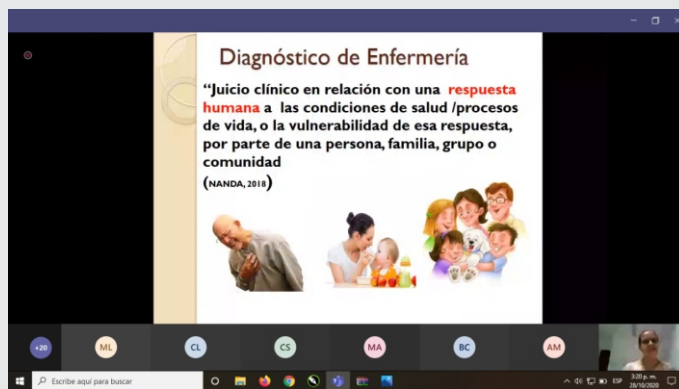 Diagnóstico de Enfermería
“Juicio clínico en relación con una respuesta
humana a las condiciones de salud /procesos
de vida, o la vulnerabilidad de esa respuesta,
por parte de una persona, familia, grupo o
comunidad
(NANDA, 2018)
+20
ML
CL
CS
MA
BC
AM
Escribe aquí para buscar
ESP
3:20 p. m.
28/10/2020